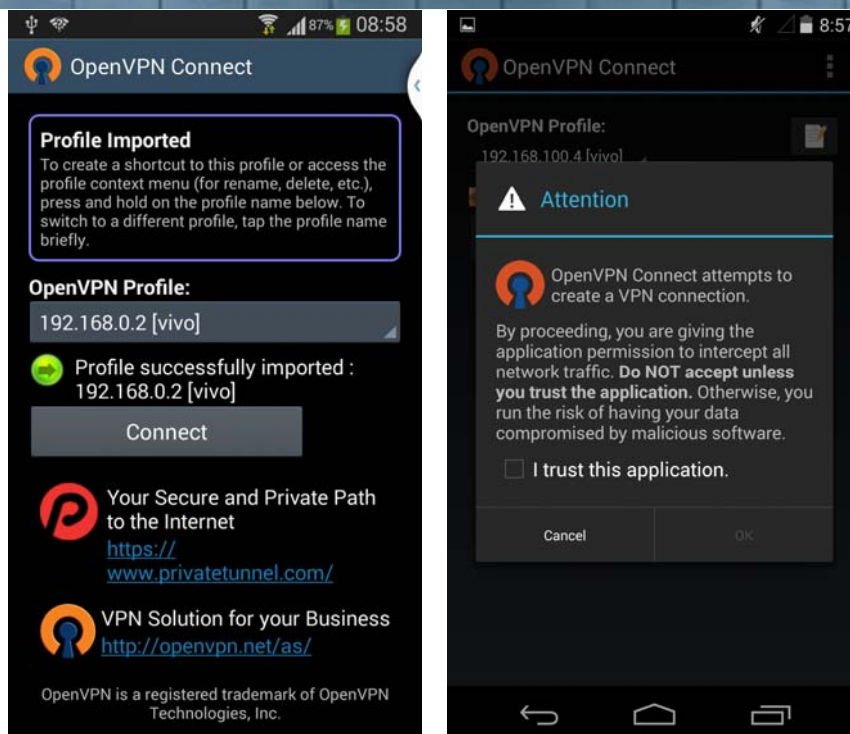 87% 08:58
OpenVPN Connect
Profile Imported
To create a shortcut to this profile or access the
profile context menu (for rename, delete, etc.),
press and hold on the profile name below. To
switch to a different profile, tap the profile name
briefly.
OpenVPN Profile:
192.168.0.2 [vivo]
Profile successfully imported :
192.168.0.2 [vivo]
Connect
Your Secure and Private Path
to the Internet
https://
www.privatetunnel.com/
VPN Solution for your Business
http://openvpn.net/as/
OpenVPN is a registered trademark of OpenVPN
Technologies, Inc.
8:57
OpenVPN Connect
OpenVPN Profile:
192.168.100.4 [vivo]
Attention
OpenVPN Connect attempts to
create a VPN connection.
By proceeding, you are giving the
application permission to intercept all
network traffic. Do NOT accept unless
you trust the application. Otherwise, you
run the risk of having your data
compromised by malicious software.
I trust this application.
Cancel
OK